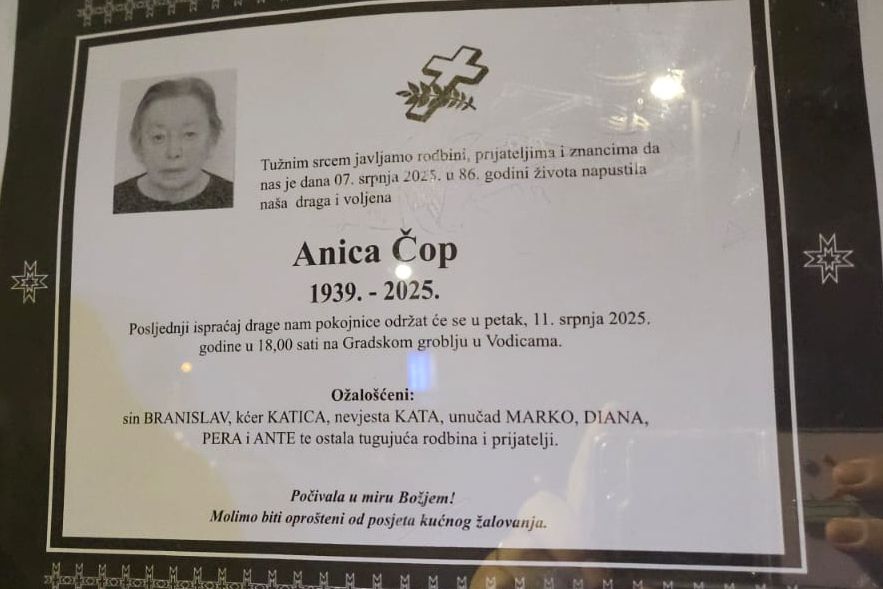 Tužnim srcem javljamo rodbini, prijateljima i znancima da
nas je dana 07. srpnja 2025. u 86. godini života napustila
naša draga i voljena
Anica Čop
1939. - 2025.
Posljednji ispraćaj drage nam pokojnice održat će se u petak, 11. srpnja 2025.
godine u 18,00 sati na Gradskom groblju u Vodicama.
Ožalošćeni:
sin BRANISLAV, kćer KATICA, nevjesta KATA, unučad MARKO, DIANA,
PERA i ANTE te ostala tugujuća rodbina i prijatelji.
Počivala u miru Božjem!
Molimo biti oprošteni od posjeta kućnog žalovanja.